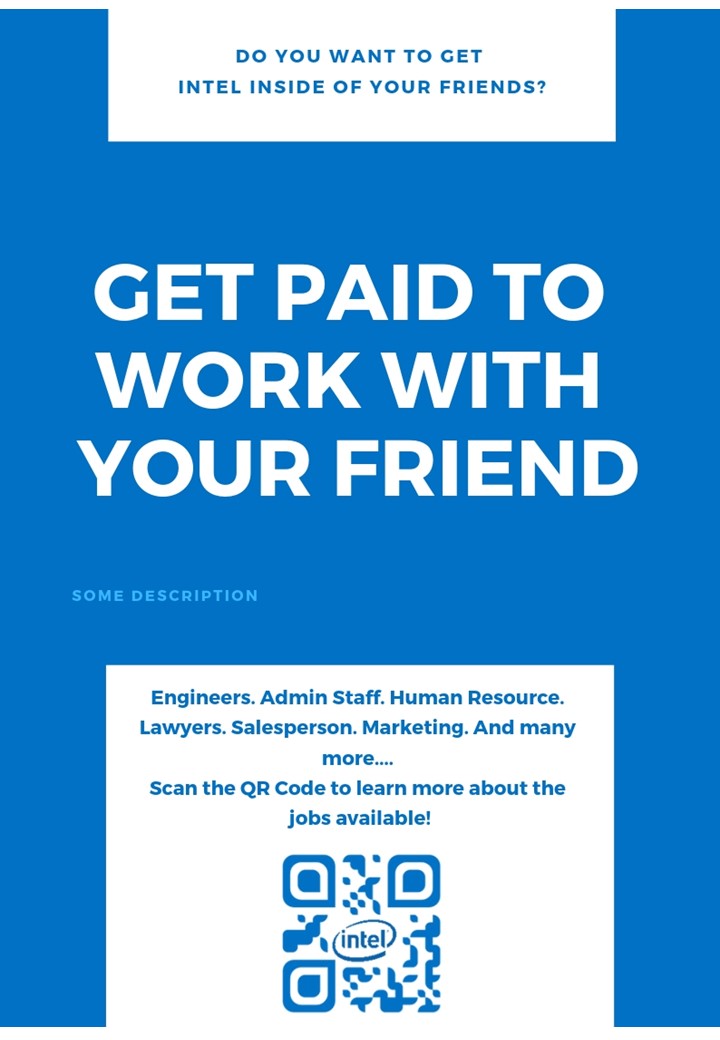 DO YOU WANT TO GET
INTEL INSIDE OF YOUR FRIENDS?
GET PAID TO
WORK WITH
YOUR FRIEND
SOME DESCRIPTION
Engineers. Admin Staff. Human Resource.
Lawyers. Salesperson. Marketing. And many
more....
Scan the QR Code to learn more about the
jobs available!
intel